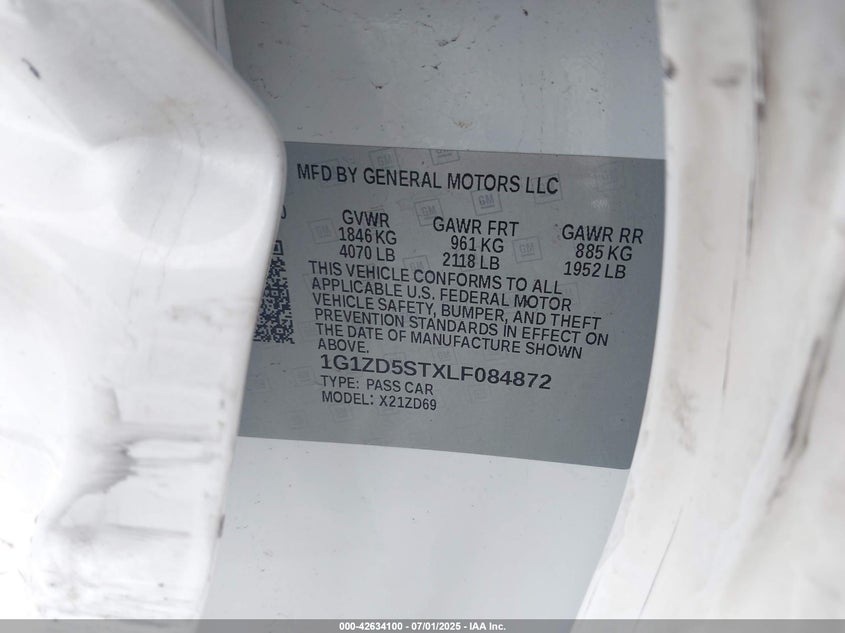 MFD BY GENERAL MOTORS LLC
GVWR GAWR FRT GAWR RR
1846 KG 961 KG 885 KG
4070 LB 2118 LB 1952 LB
THIS VEHICLE CONFORMS TO ALL
APPLICABLE U.S. FEDERAL MOTOR
VEHICLE SAFETY, BUMPER, AND THEFT
PREVENTION STANDARDS IN EFFECT ON
THE DATE OF MANUFACTURE SHOWN
ABOVE.
1G1ZD5STXLF084872
TYPE: PASS CAR
MODEL: X21ZD69
000-42634100 - 07/01/2025 - IAA Inc.